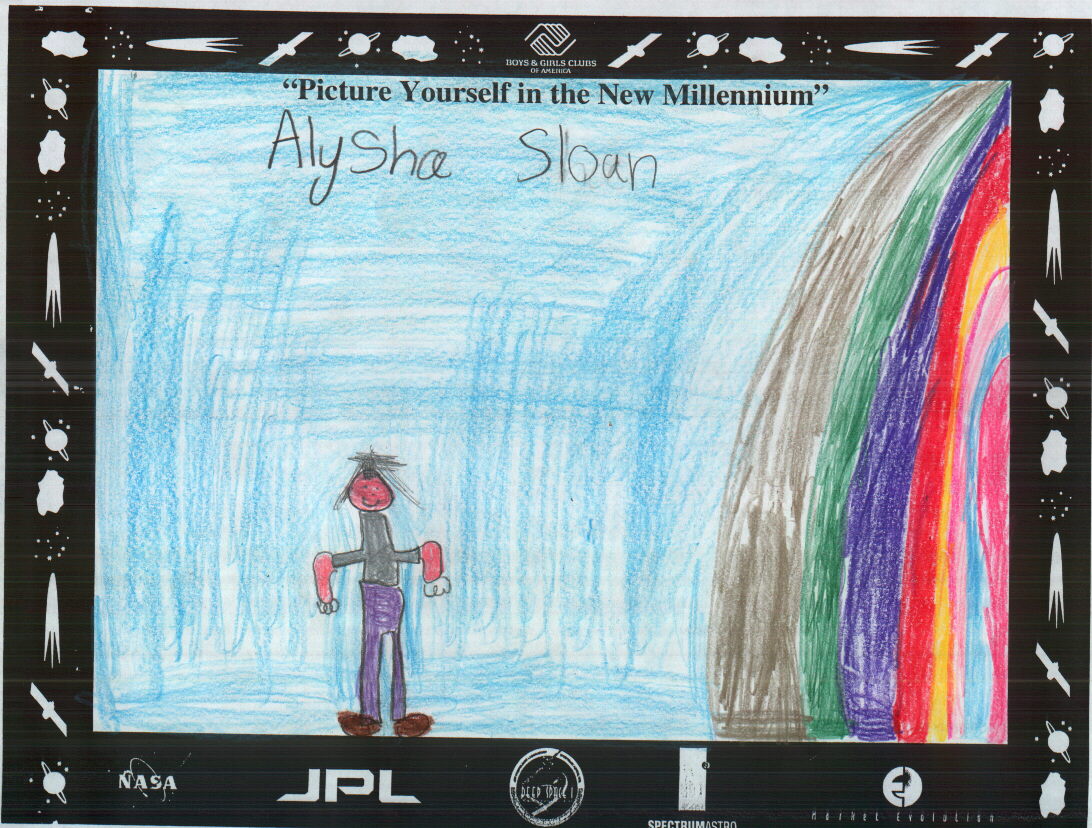 BOYS & GIRLS CLUBS
OF AMERICA
“Picture Yourself in the New Millennium”
Alysha Sloan
NASA
JPL
DEEP SPACE 1
SPECTRUMASTRO
Market Evolution